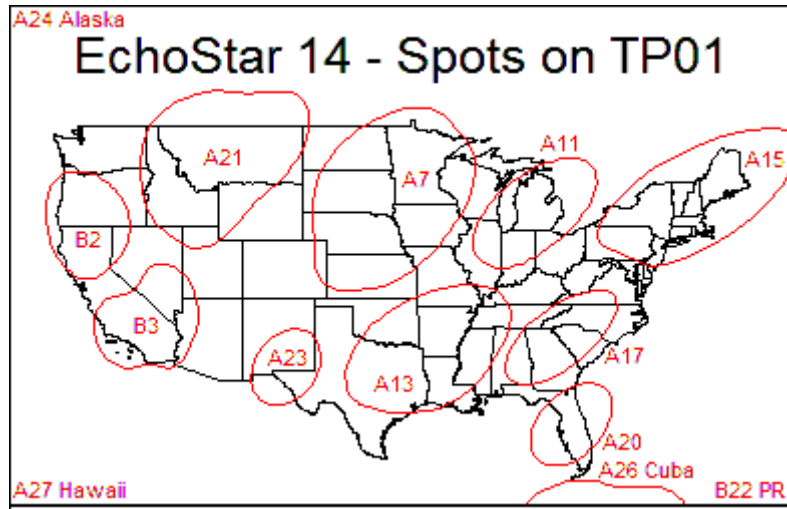 A24 Alaska
EchoStar 14 - Spots on TP01
A21
A7
A11
A15
B2
B3
A23
A13
A17
A20
A26 Cuba
A27 Hawaii
B22 PR